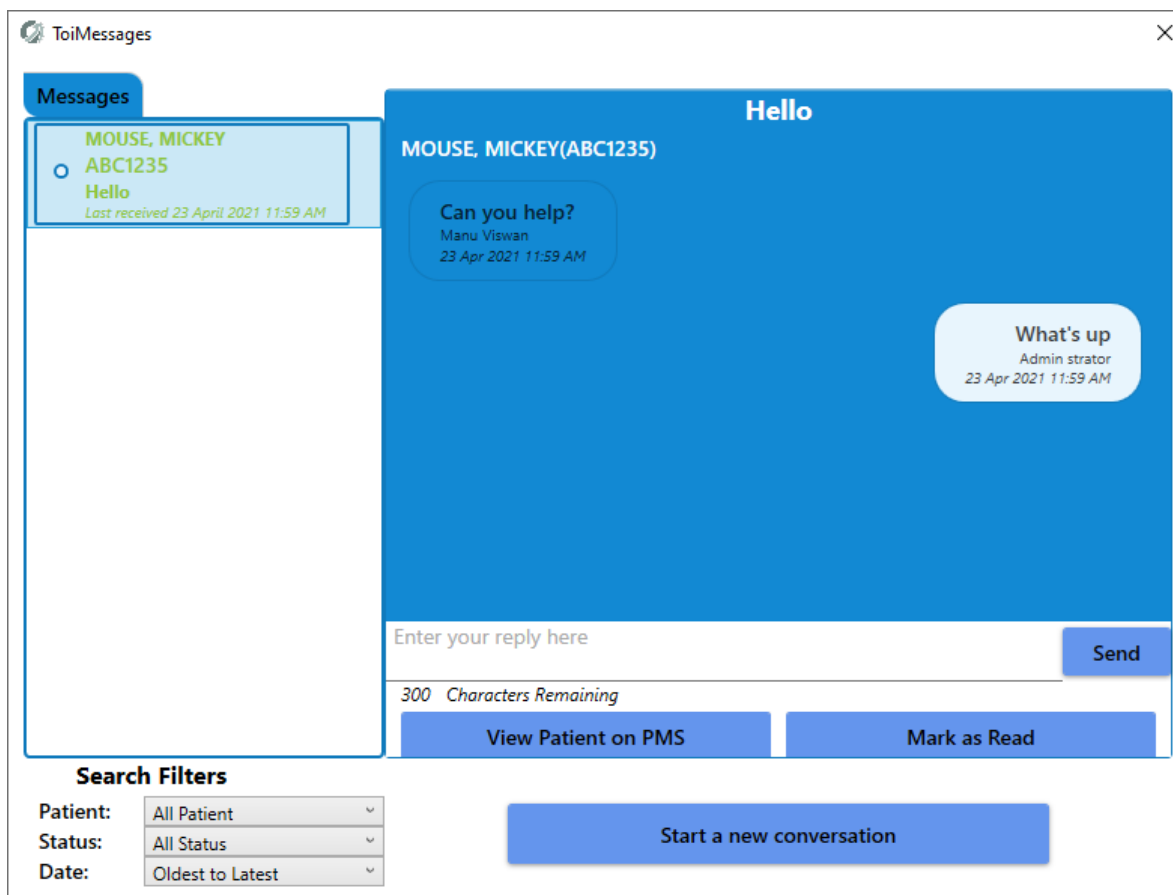 ToiMessages
Messages
MOUSE, MICKEY
ABC1235
Hello
Last received 23 April 2021 11:59 AM
Hello
MOUSE, MICKEY(ABC1235)
Can you help?
Manu Viswan
23 Apr 2021 11:59 AM
What's up
Admin strator
23 Apr 2021 11:59 AM
Enter your reply here
Send
300 Characters Remaining
View Patient on PMS
Mark as Read
Search Filters
Patient: All Patient
Status: All Status
Date: Oldest to Latest
Start a new conversation